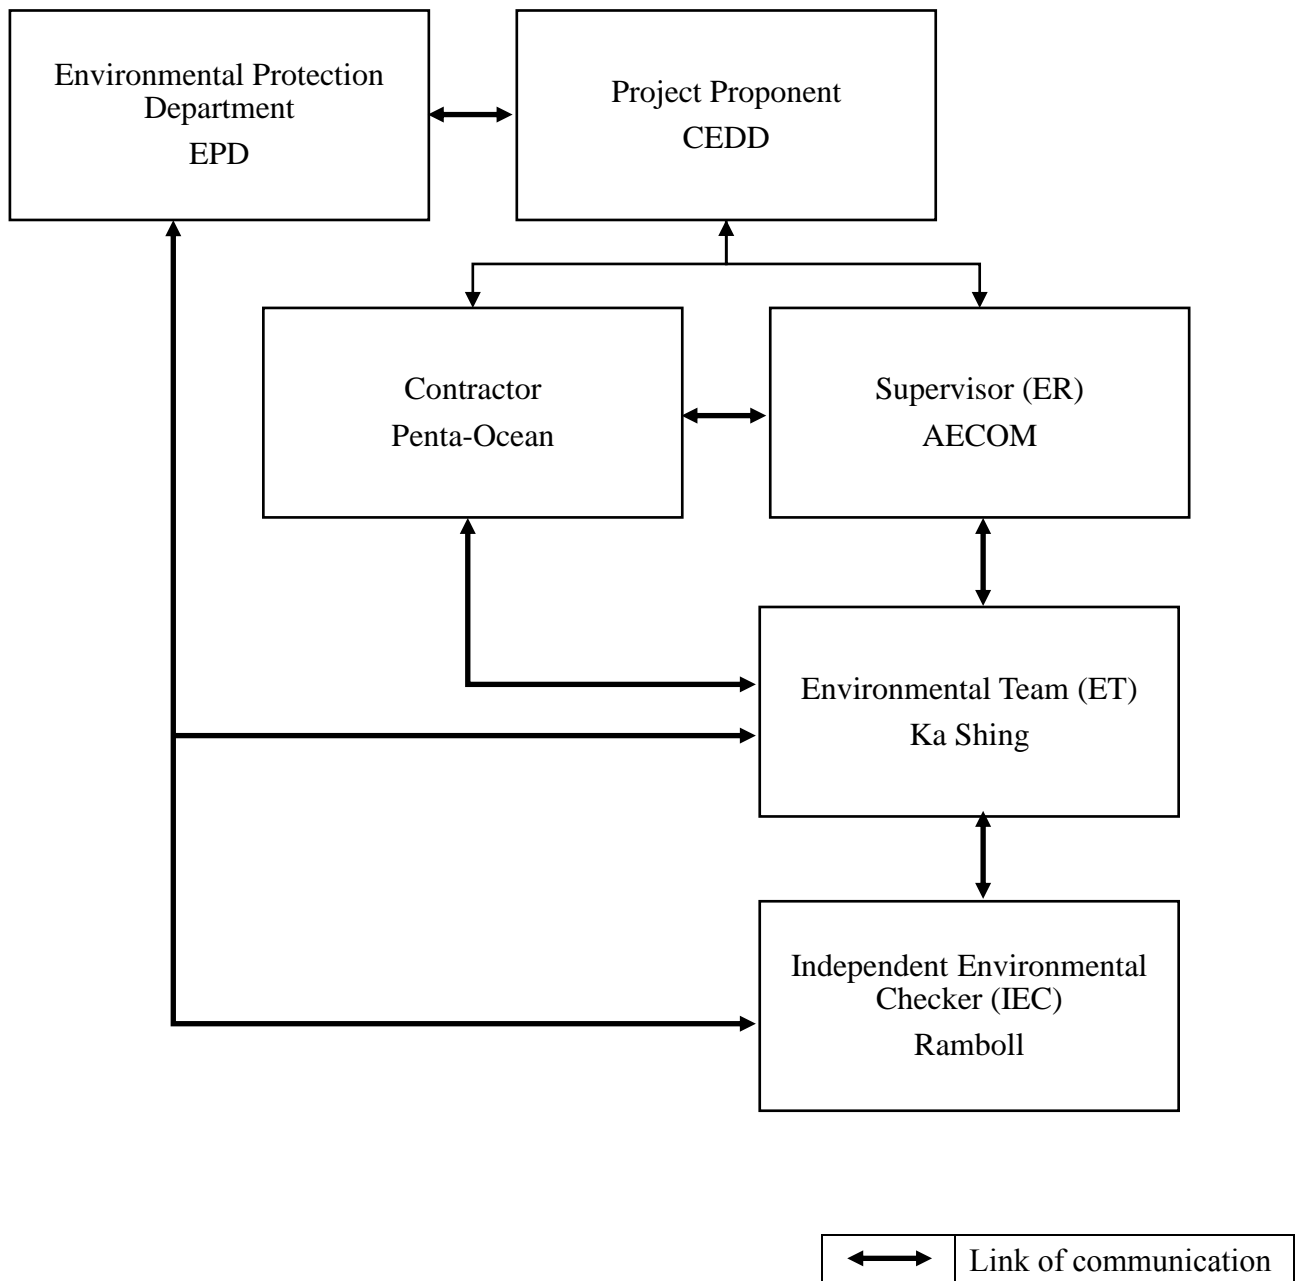 Environmental Protection
Department
EPD
Project Proponent
CEDD
Contractor
Penta-Ocean
Supervisor (ER)
AECOM
Environmental Team (ET)
Ka Shing
Independent Environmental
Checker (IEC)
Ramboll
Link of communication